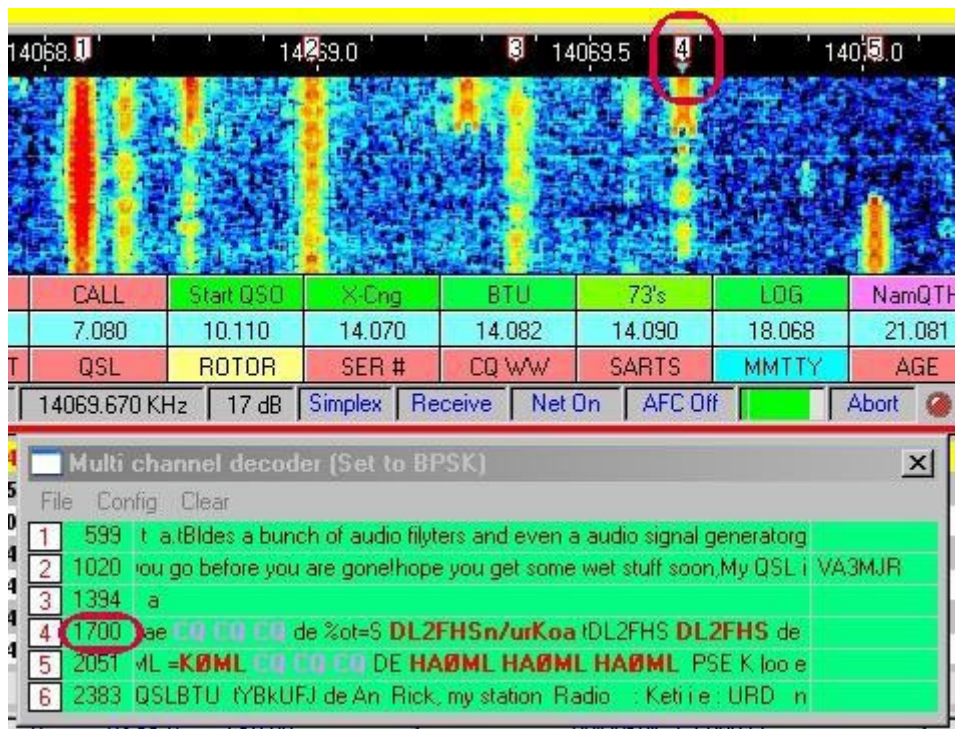 14068. 1 14069.0 2 3 14069.5 4 5
CALL Start QSO X-Cng BTU 73's LOG NamQTH
7.080 10.110 14.070 14.082 14.090 18.068 21.081
T QSL ROTOR SER # CQ WW SARTS MMTTY AGE
14069.670 KHz 17 dB Simplex Receive Net On AFC Off Abort
Multi channel decoder (Set to BPSK)
File Config Clear
1 599 t a.tBldes a bunch of audio filyters and even a audio signal generatorg
2 1020 ou go before you are gone!hope you get some wet stuff soon,My QSL i VA3MJR
3 1394 a
4 1700 ae CQ CQ CQ de %ot=S DL2FHSn/urKoa tDL2FHS DL2FHS de
5 2051 ML =KØML CQ CQ CQ DE HAØML HAØML HAØML PSE K
6 2383 QSLBTU tYBkUFJ de An Rick, my station Radio : Ketiie : URD n